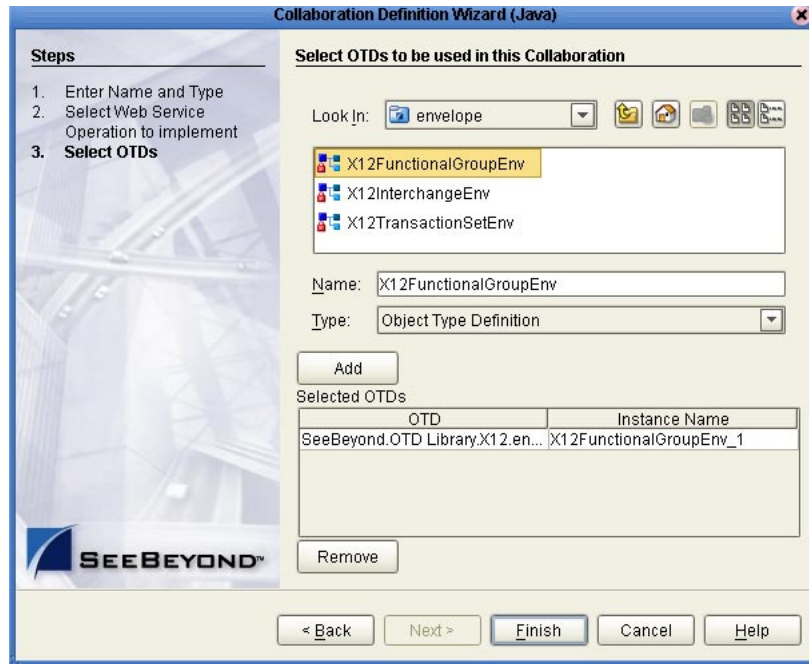 Collaboration Definition Wizard (Java)
Steps
1. Enter Name and Type
2. Select Web Service
Operation to implement
3. Select OTDs
Select OTDs to be used in this Collaboration
Look In: envelope
X12FunctionalGroupEnv
X12InterchangeEnv
X12TransactionSetEnv
Name: X12FunctionalGroupEnv
Type: Object Type Definition
Add
Selected OTDs
OTD Instance Name
SeeBeyond.OTD Library.X12.en... X12FunctionalGroupEnv_1
SEEBEYOND™
Remove
< Back Next > Finish Cancel Help